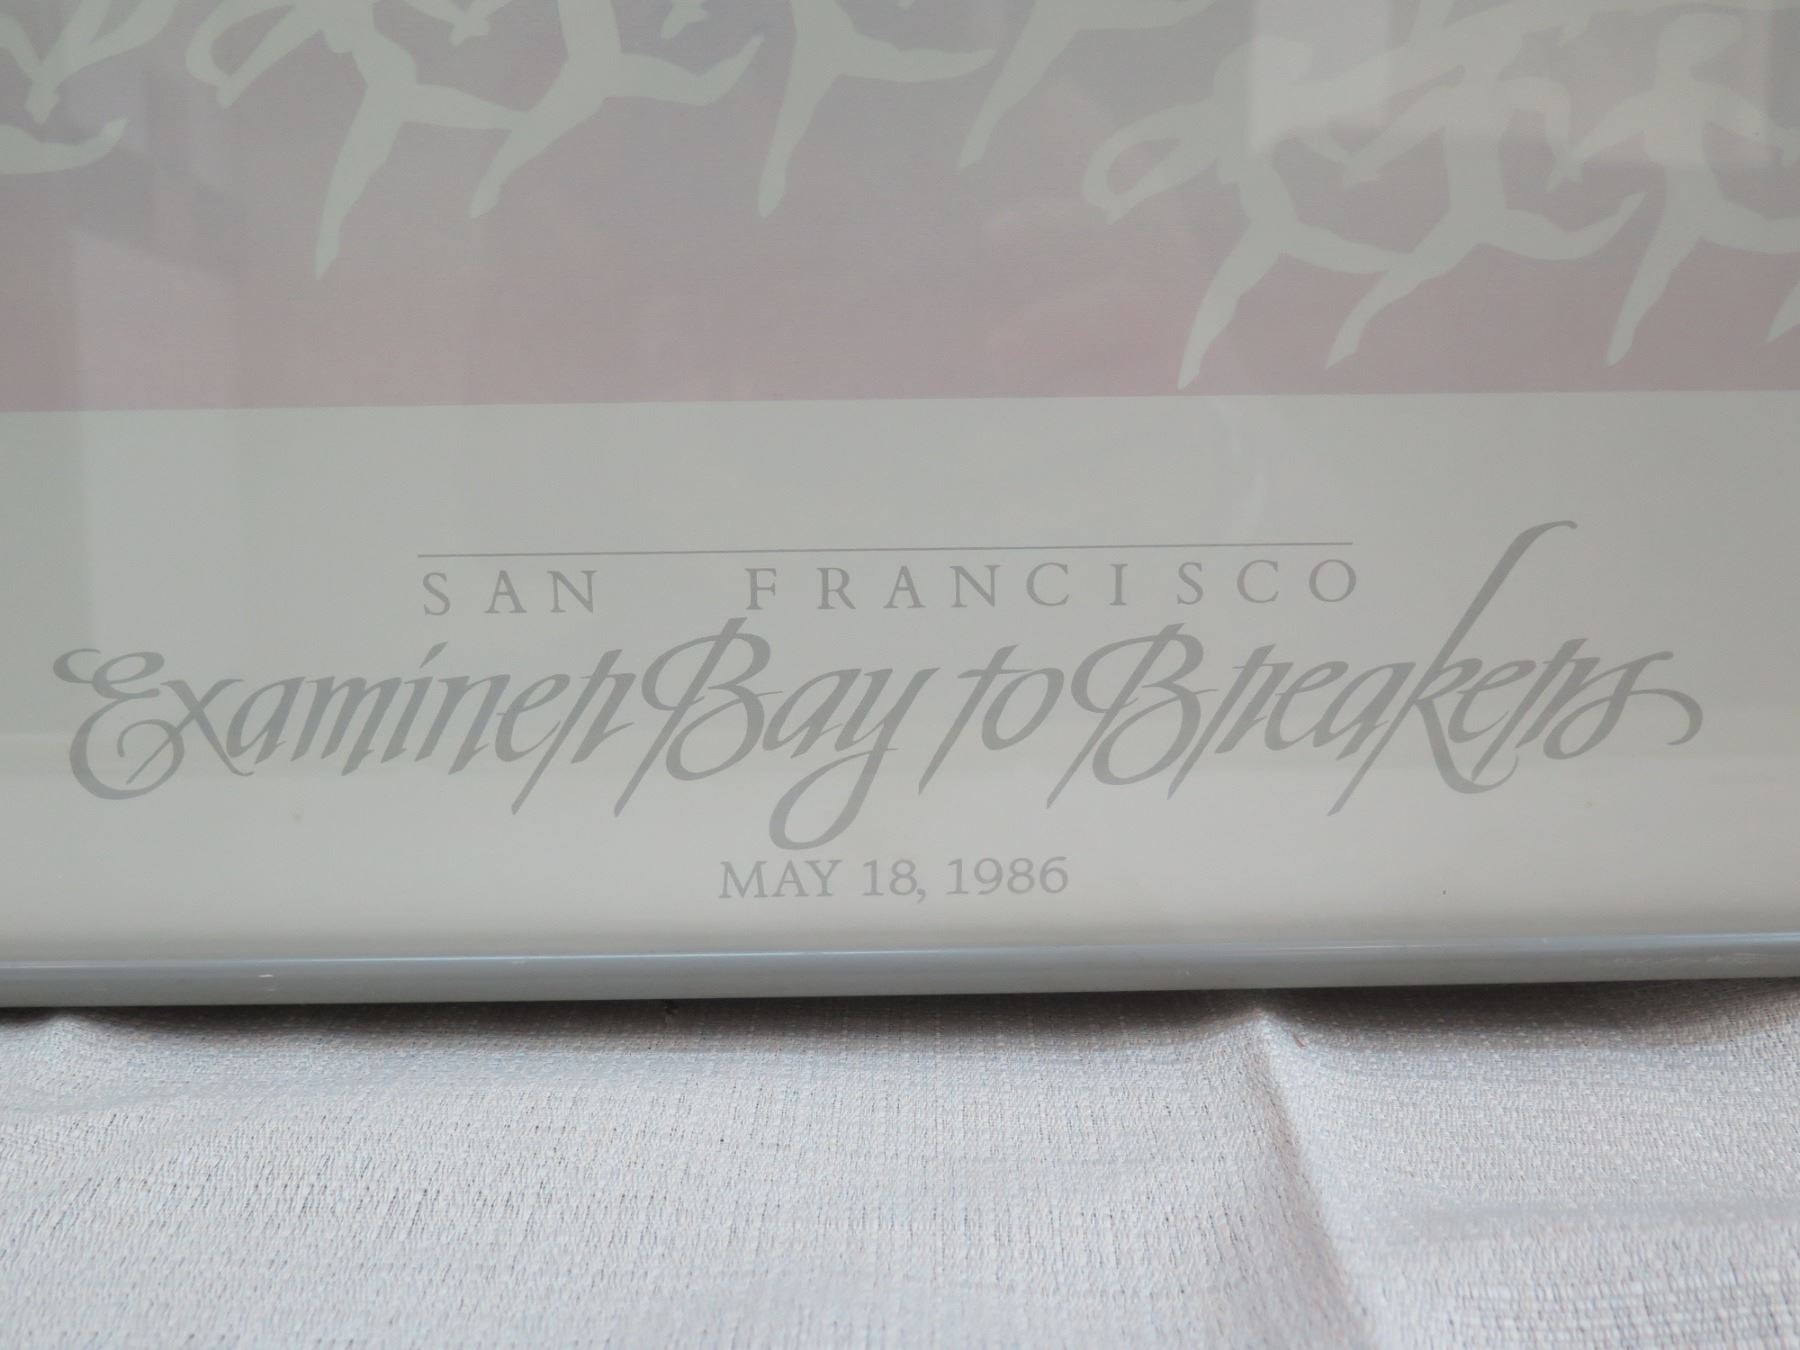 SAN FRANCISCO
Examiner Bay to Breakers
MAY 18, 1986